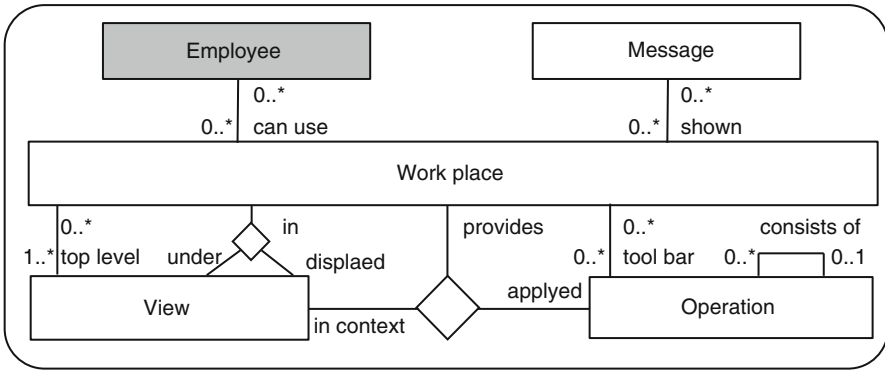 Employee
Message
0..*
0..*
0..* can use
0..* shown
Work place
0..*
in
provides
0..*
consists of
1..* top level
under
displaed
0..* tool bar
0..*
0..1
View
in context
applyed
Operation